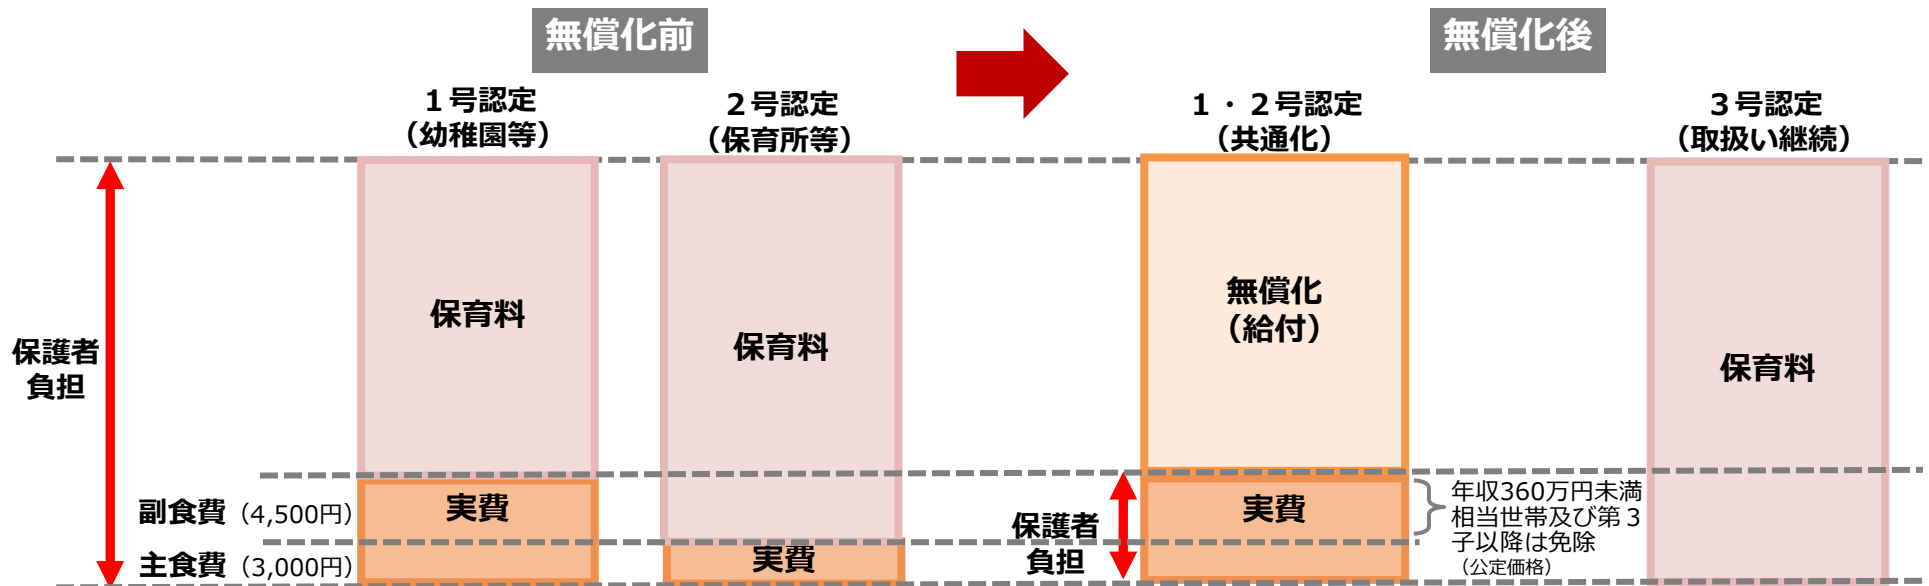 無償化前
無償化後
１号認定
（幼稚園等）
２号認定
（保育所等）
１・２号認定
（共通化）
３号認定
（取扱い継続）
保護者
負担
保育料
保育料
無償化
（給付）
保育料
副食費（4,500円）
主食費（3,000円）
実費
実費
保護者
負担
実費
年収360万円未満
相当世帯及び第３
子以降は免除
（公定価格）